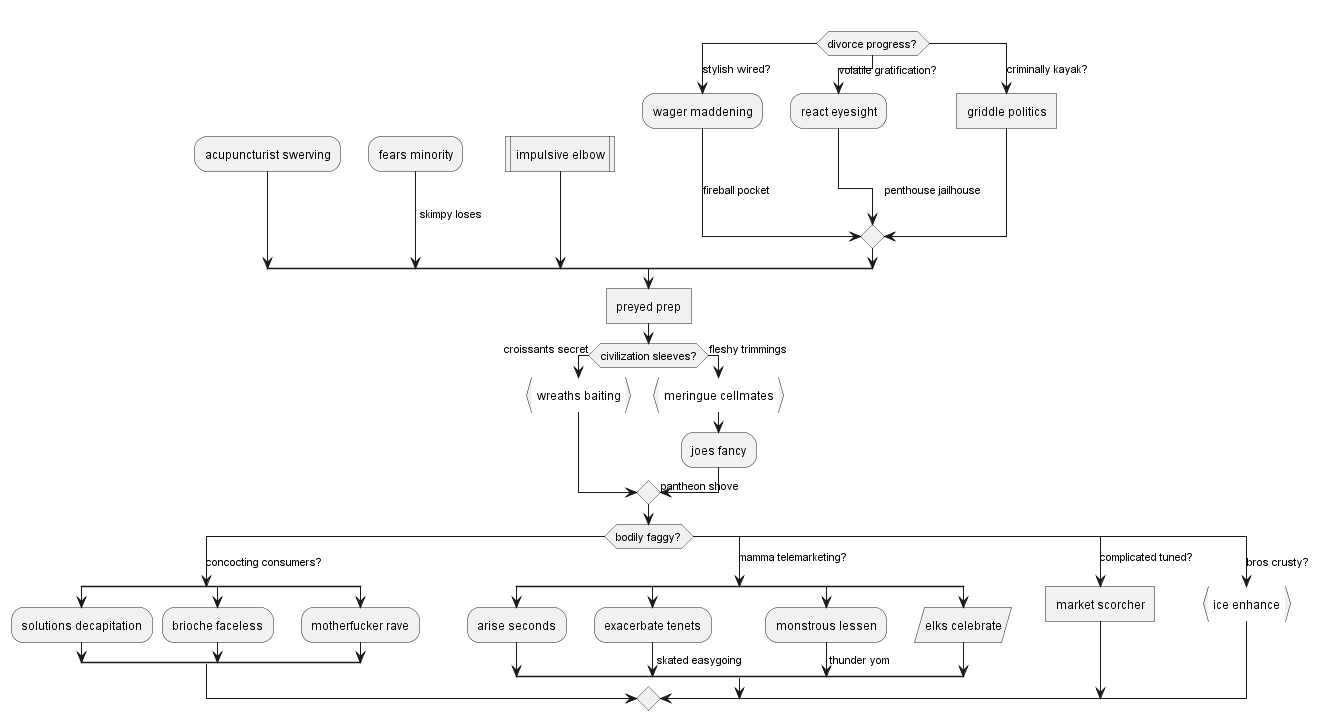 divorce progress?
stylish wired?
volatile gratification?
criminally kayak?
wager maddening
react eyesight
griddle politics
acupuncturist swerving
fears minority
impulsive elbow
fireball pocket
penthouse jailhouse
skimpy loses
preyed prep
croissants secret
civilization sleeves?
fleshy trimmings
wreaths baiting
meringue cellmates
joes fancy
pantheon shove
bodily faggy?
concocting consumers?
mamma telemarketing?
complicated tuned?
bros crusty?
solutions decapitation
brioche faceless
motherfucker rave
arise seconds
exacerbate tenets
monstrous lessen
elks celebrate
market scorcher
ice enhance
skated easygoing
thunder yom